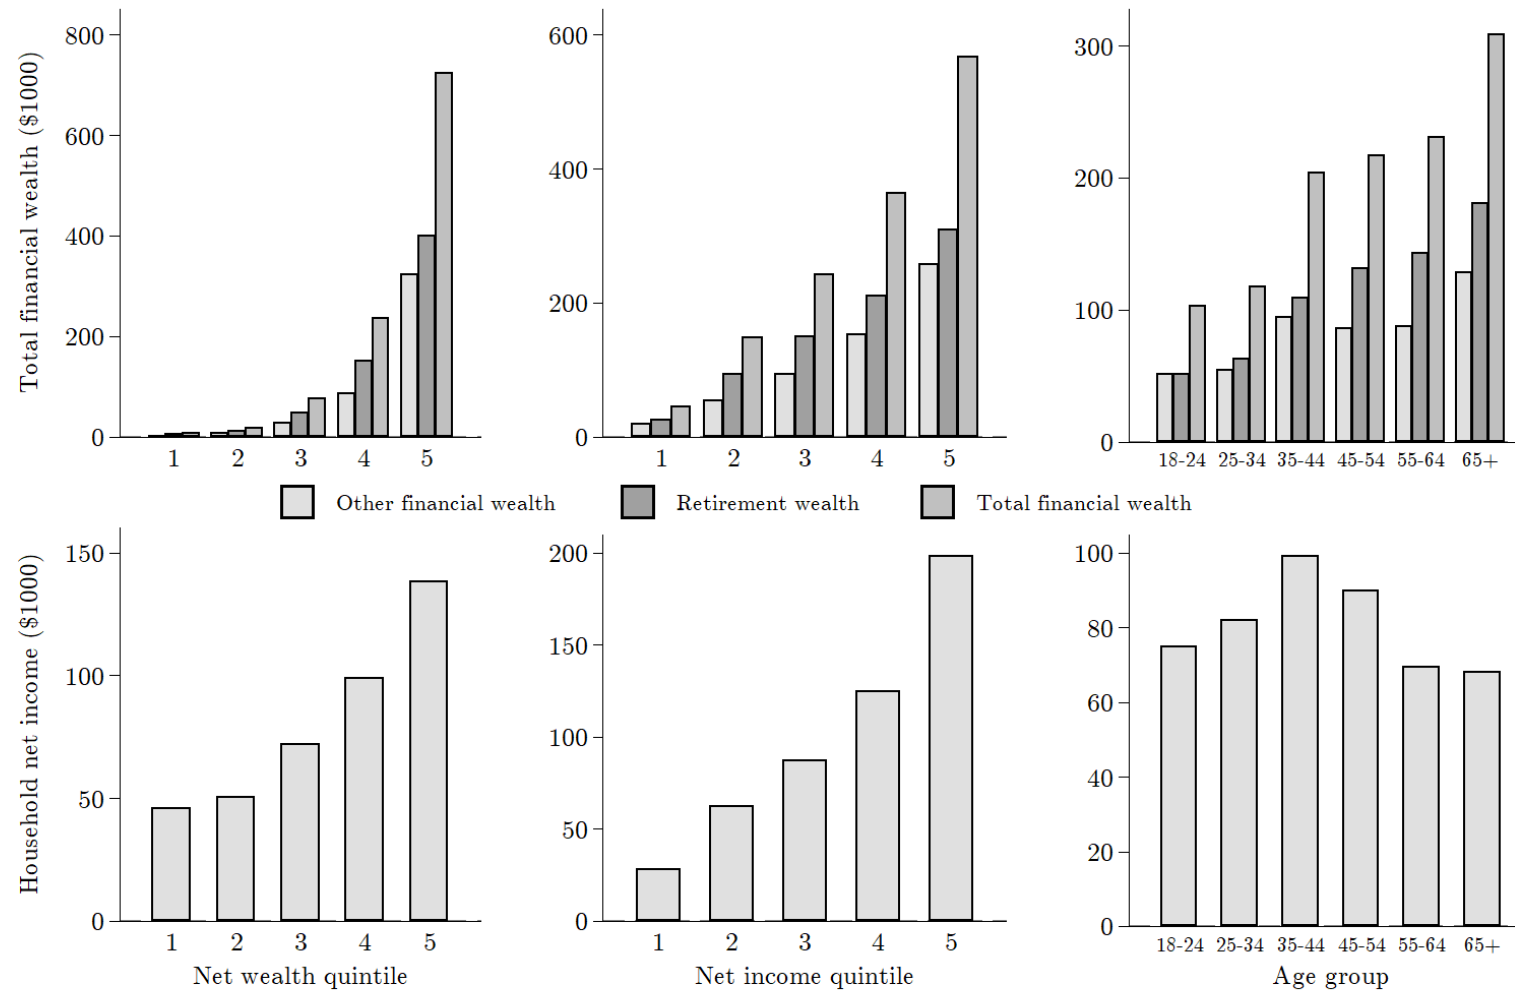 Total financial wealth ($1000)
800
600
400
200
0
1 2 3 4 5
600
400
200
0
1 2 3 4 5
300
200
100
0
18-24 25-34 35-44 45-54 55-64 65+
Other financial wealth Retirement wealth Total financial wealth
Household net income ($1000)
150
100
50
0
1 2 3 4 5
Net wealth quintile
200
150
100
50
0
1 2 3 4 5
Net income quintile
100
80
60
40
20
0
18-24 25-34 35-44 45-54 55-64 65+
Age group